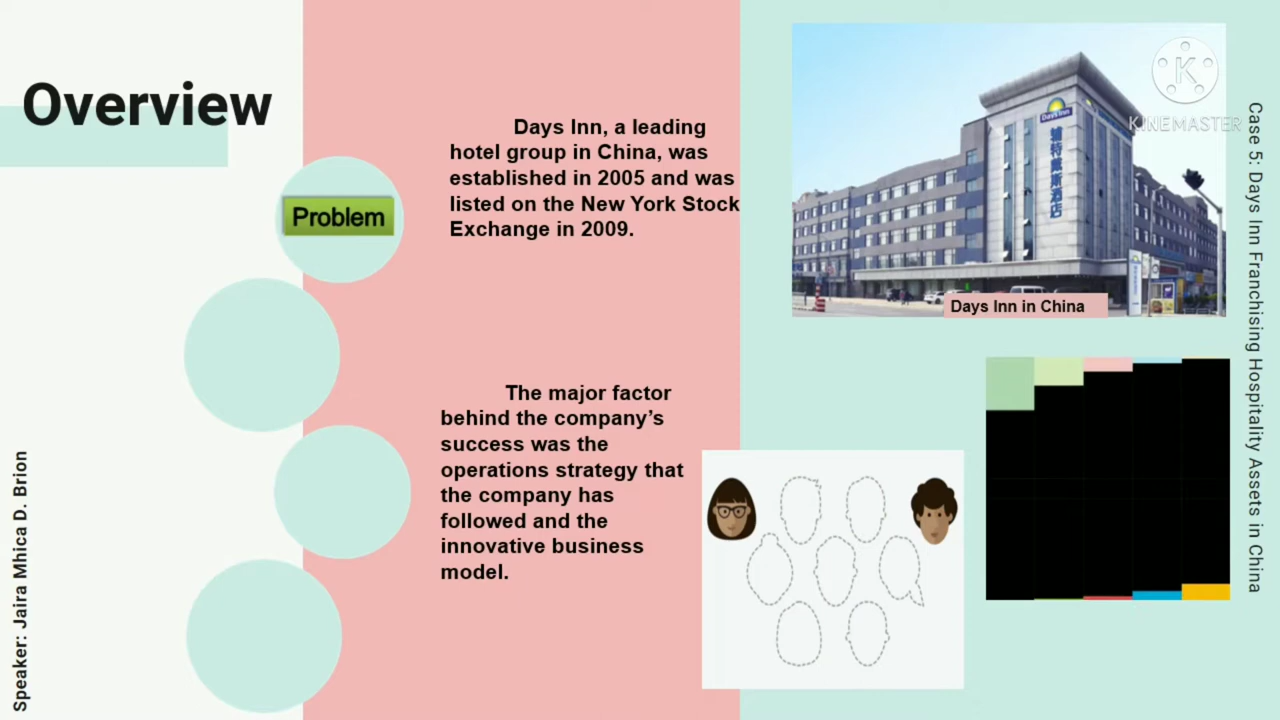 Overview
Problem
Days Inn, a leading
hotel group in China, was
established in 2005 and was
listed on the New York Stock
Exchange in 2009.
The major factor
behind the company’s
success was the
operations strategy that
the company has
followed and the
innovative business
model.
Days Inn
K
KINEMASTER
Days Inn in China
Case 5: Days Inn Franchising Hospitality Assets in China
Speaker: Jaira Mhica D. Brion